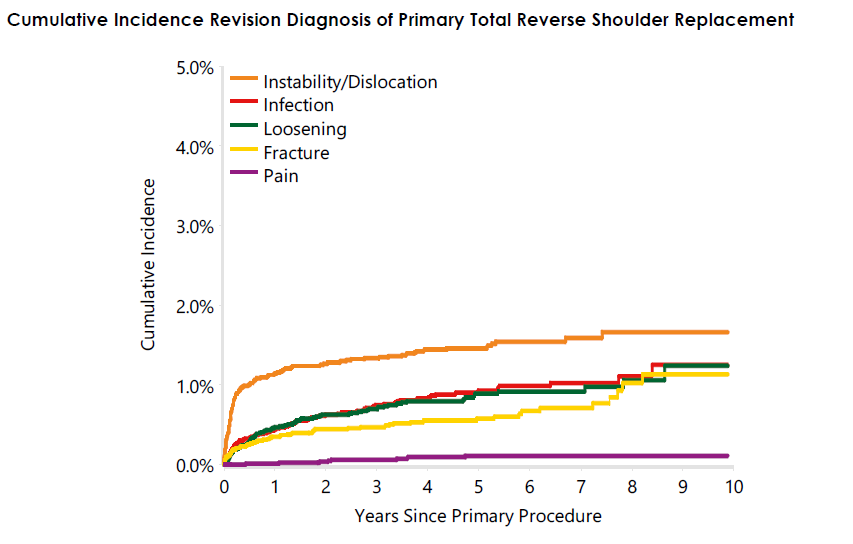 Cumulative Incidence Revision Diagnosis of Primary Total Reverse Shoulder Replacement
5.0%
Instability/Dislocation
Infection
Loosening
4.0%
Fracture
Pain
3.0%
Cumulative Incidence
2.0%
1.0%
0.0%
0 1 2 3 4 5 6 7 8 9 10
Years Since Primary Procedure